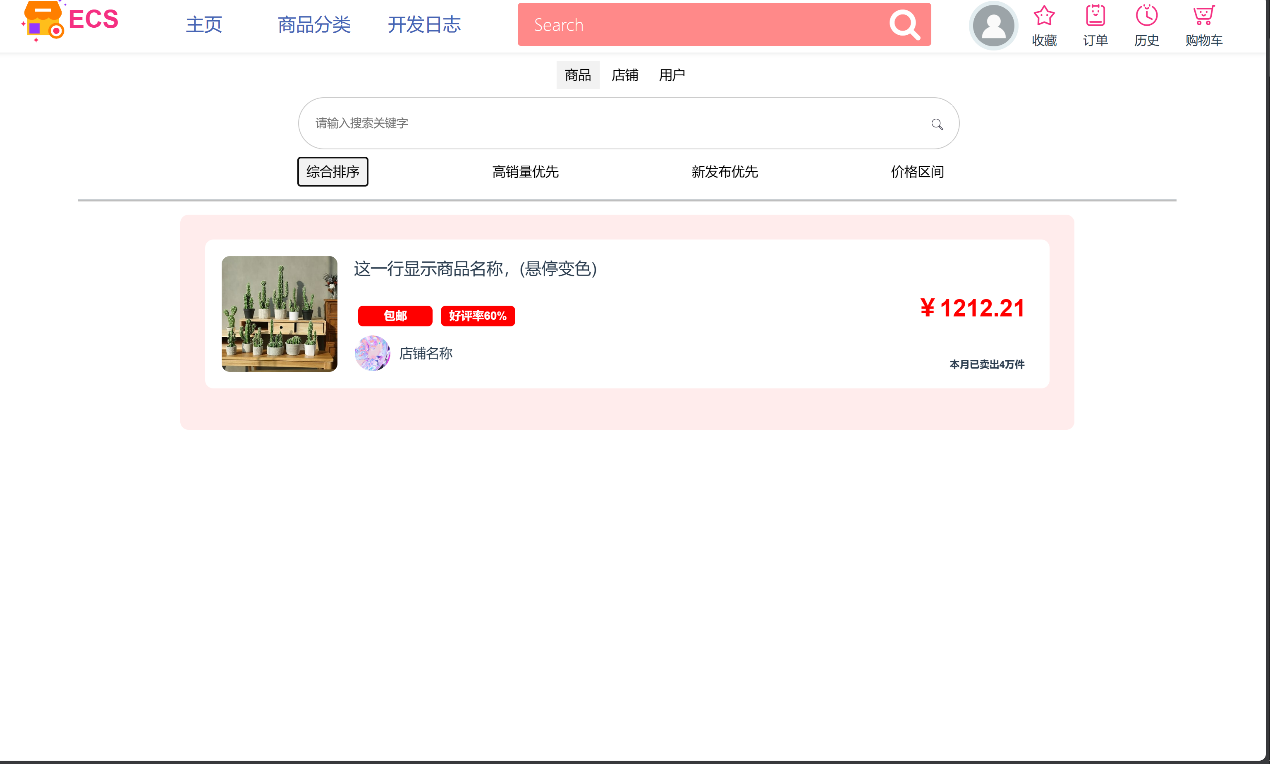 ECS
主页 商品分类 开发日志
Search
收藏 订单 历史 购物车
商品 店铺 用户
请输入搜索关键字
综合排序 高销量优先 新发布优先 价格区间
这一行显示商品名称，(悬停变色)
包邮 好评率60%
¥1212.21
店铺名称
本月已卖出4万件